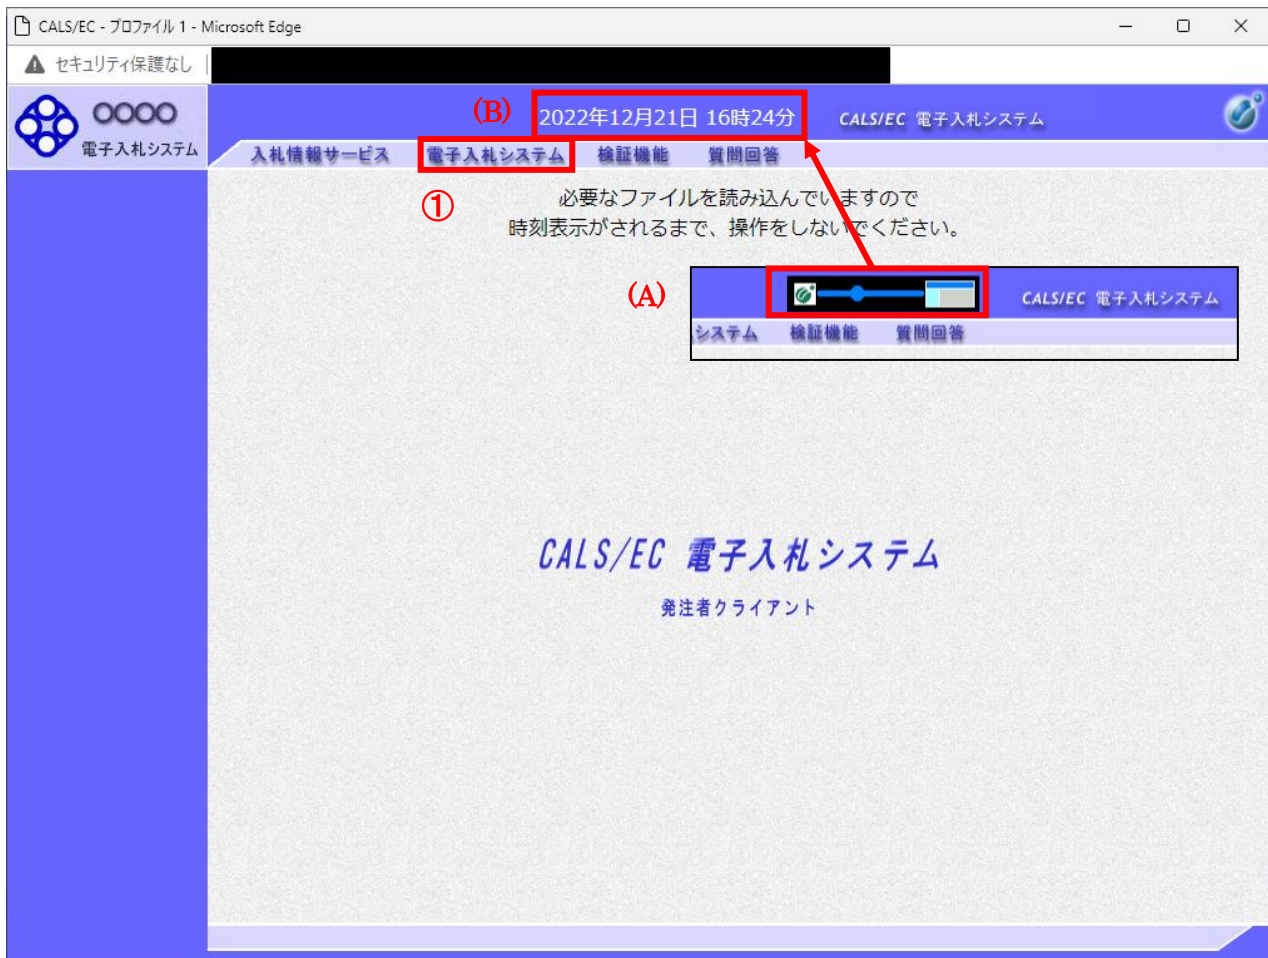 CALS/EC - プロファイル 1 - Microsoft Edge
セキュリティ保護なし
○○○○
電子入札システム
(B)
2022年12月21日 16時24分
CALS/EC 電子入札システム
入札情報サービス 電子入札システム 検証機能 質問回答
①
必要なファイルを読み込んでいますので
時刻表示がされるまで、操作をしないでください。
(A)
CALS/EC 電子入札システム
システム 検証機能 質問回答
CALS/EC 電子入札システム
発注者クライアント